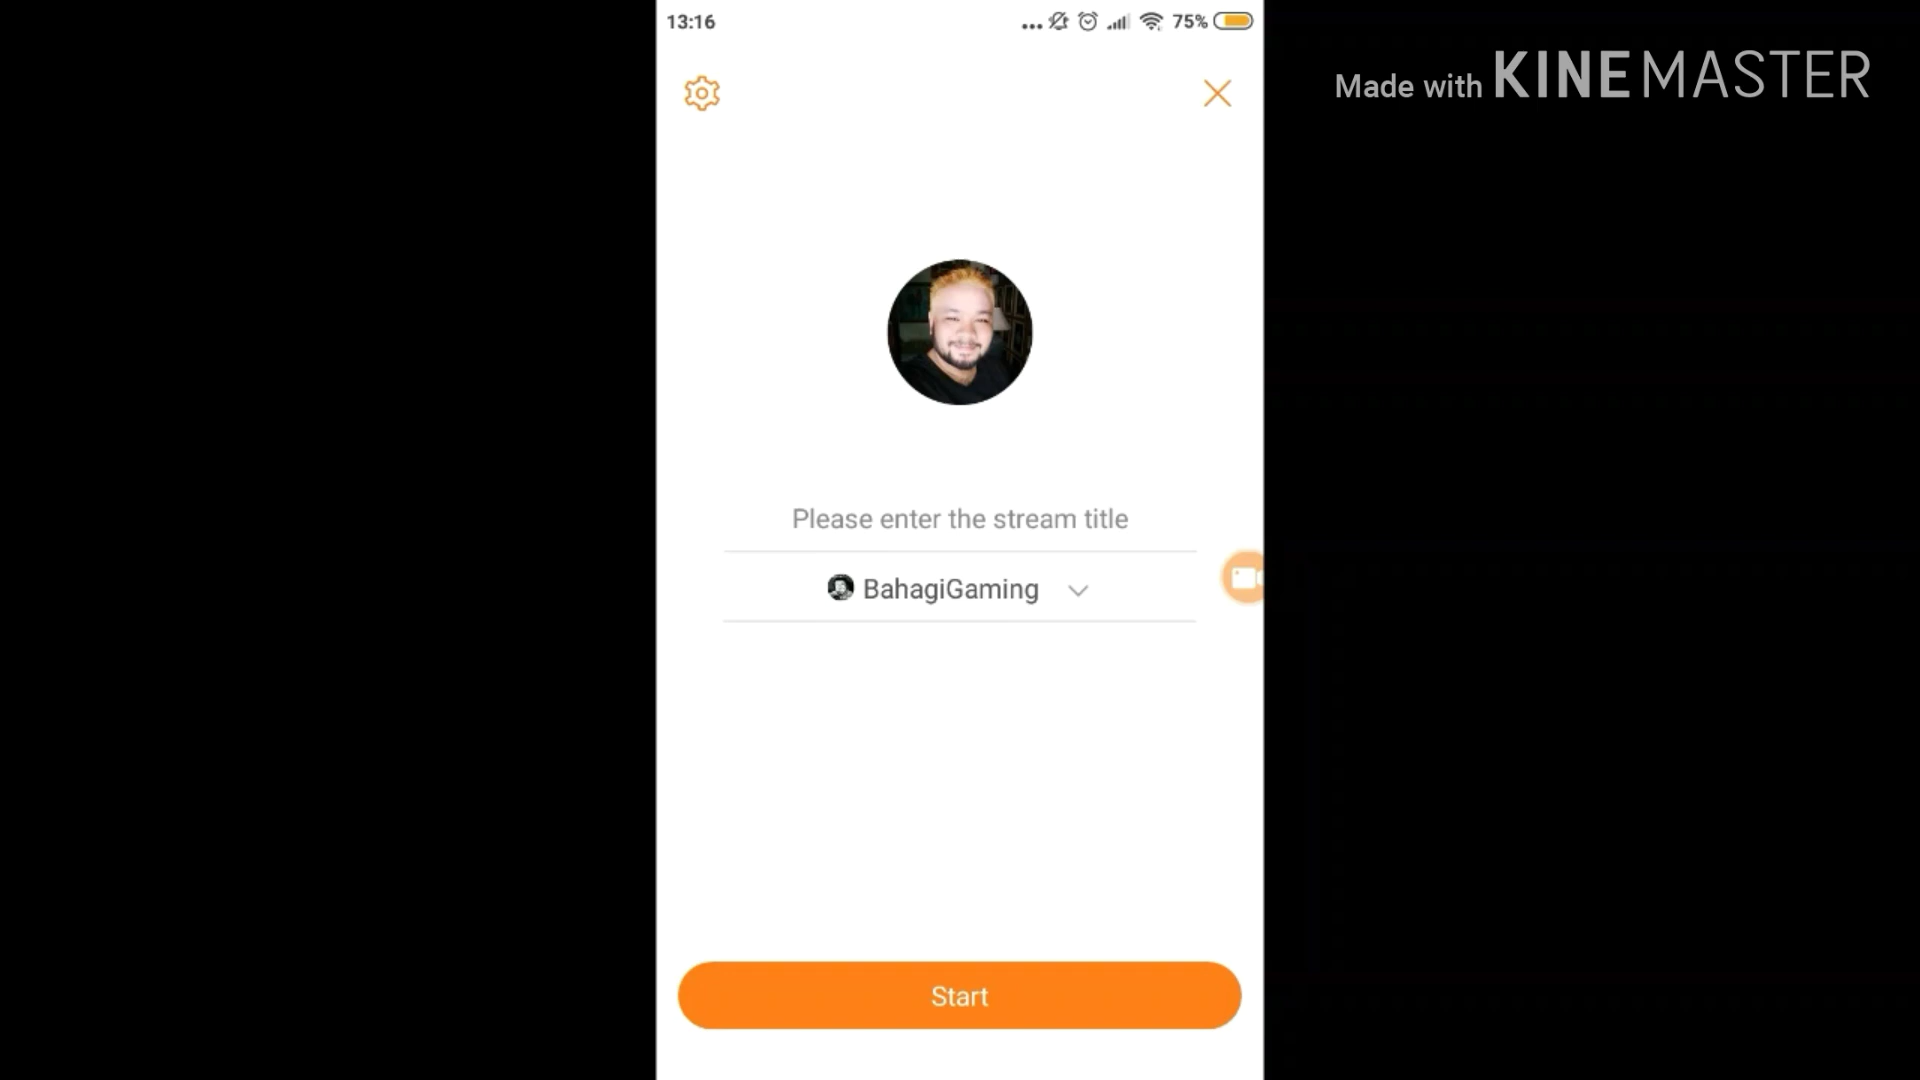 13:16
75%
Made with KINEMASTER
Please enter the stream title
BahagiGaming
Start